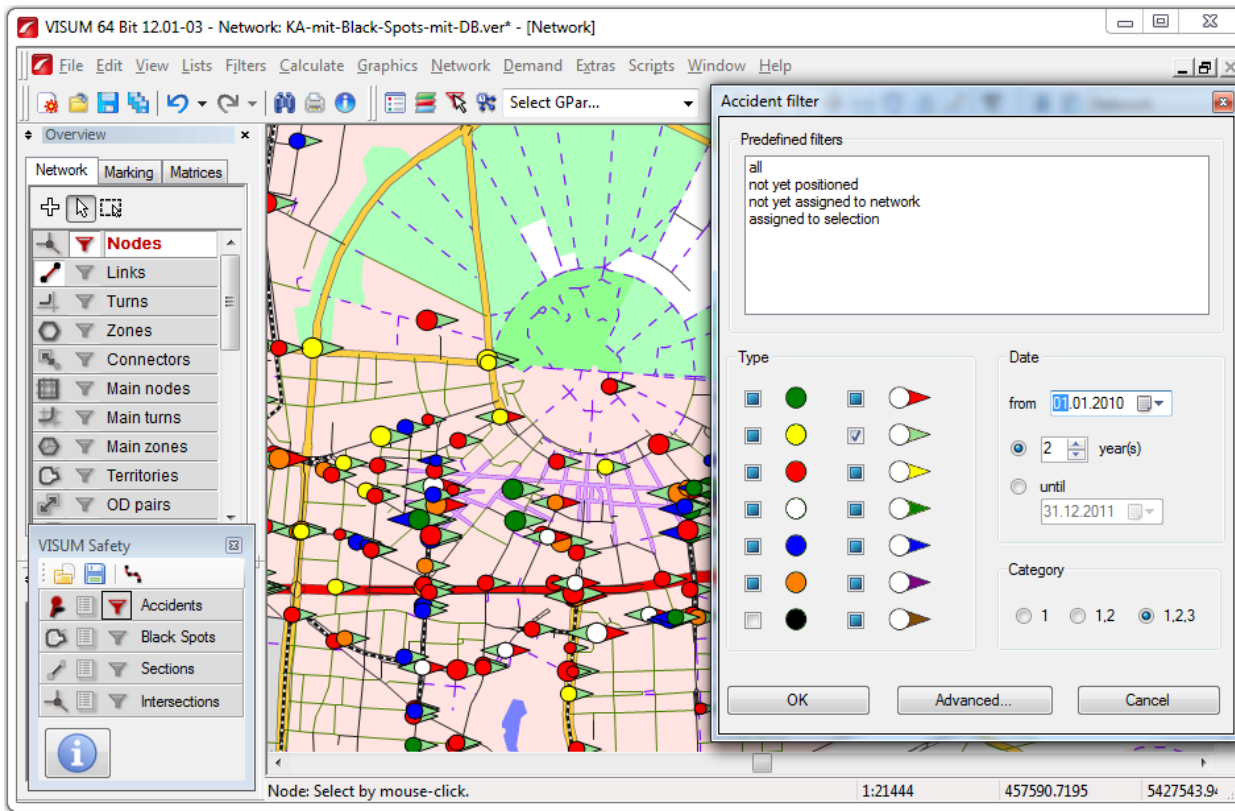 VISUM 64 Bit 12.01-03 - Network: KA-mit-Black-Spots-mit-DB.ver* - [Network]
File Edit View Lists Filters Calculate Graphics Network Demand Extras Scripts Window Help
Select GPar...
Overview
Network Marking Matrices
Nodes
Links
Turns
Zones
Connectors
Main nodes
Main turns
Main zones
Territories
OD pairs
VISUM Safety
Accidents
Black Spots
Sections
Intersections
Accident filter
Predefined filters
all
not yet positioned
not yet assigned to network
assigned to selection
Type
Date
from 01.01.2010
2 year(s)
until
31.12.2011
Category
1 1,2 1,2,3
OK Advanced... Cancel
Node: Select by mouse-click. 1:21444 457590.7195